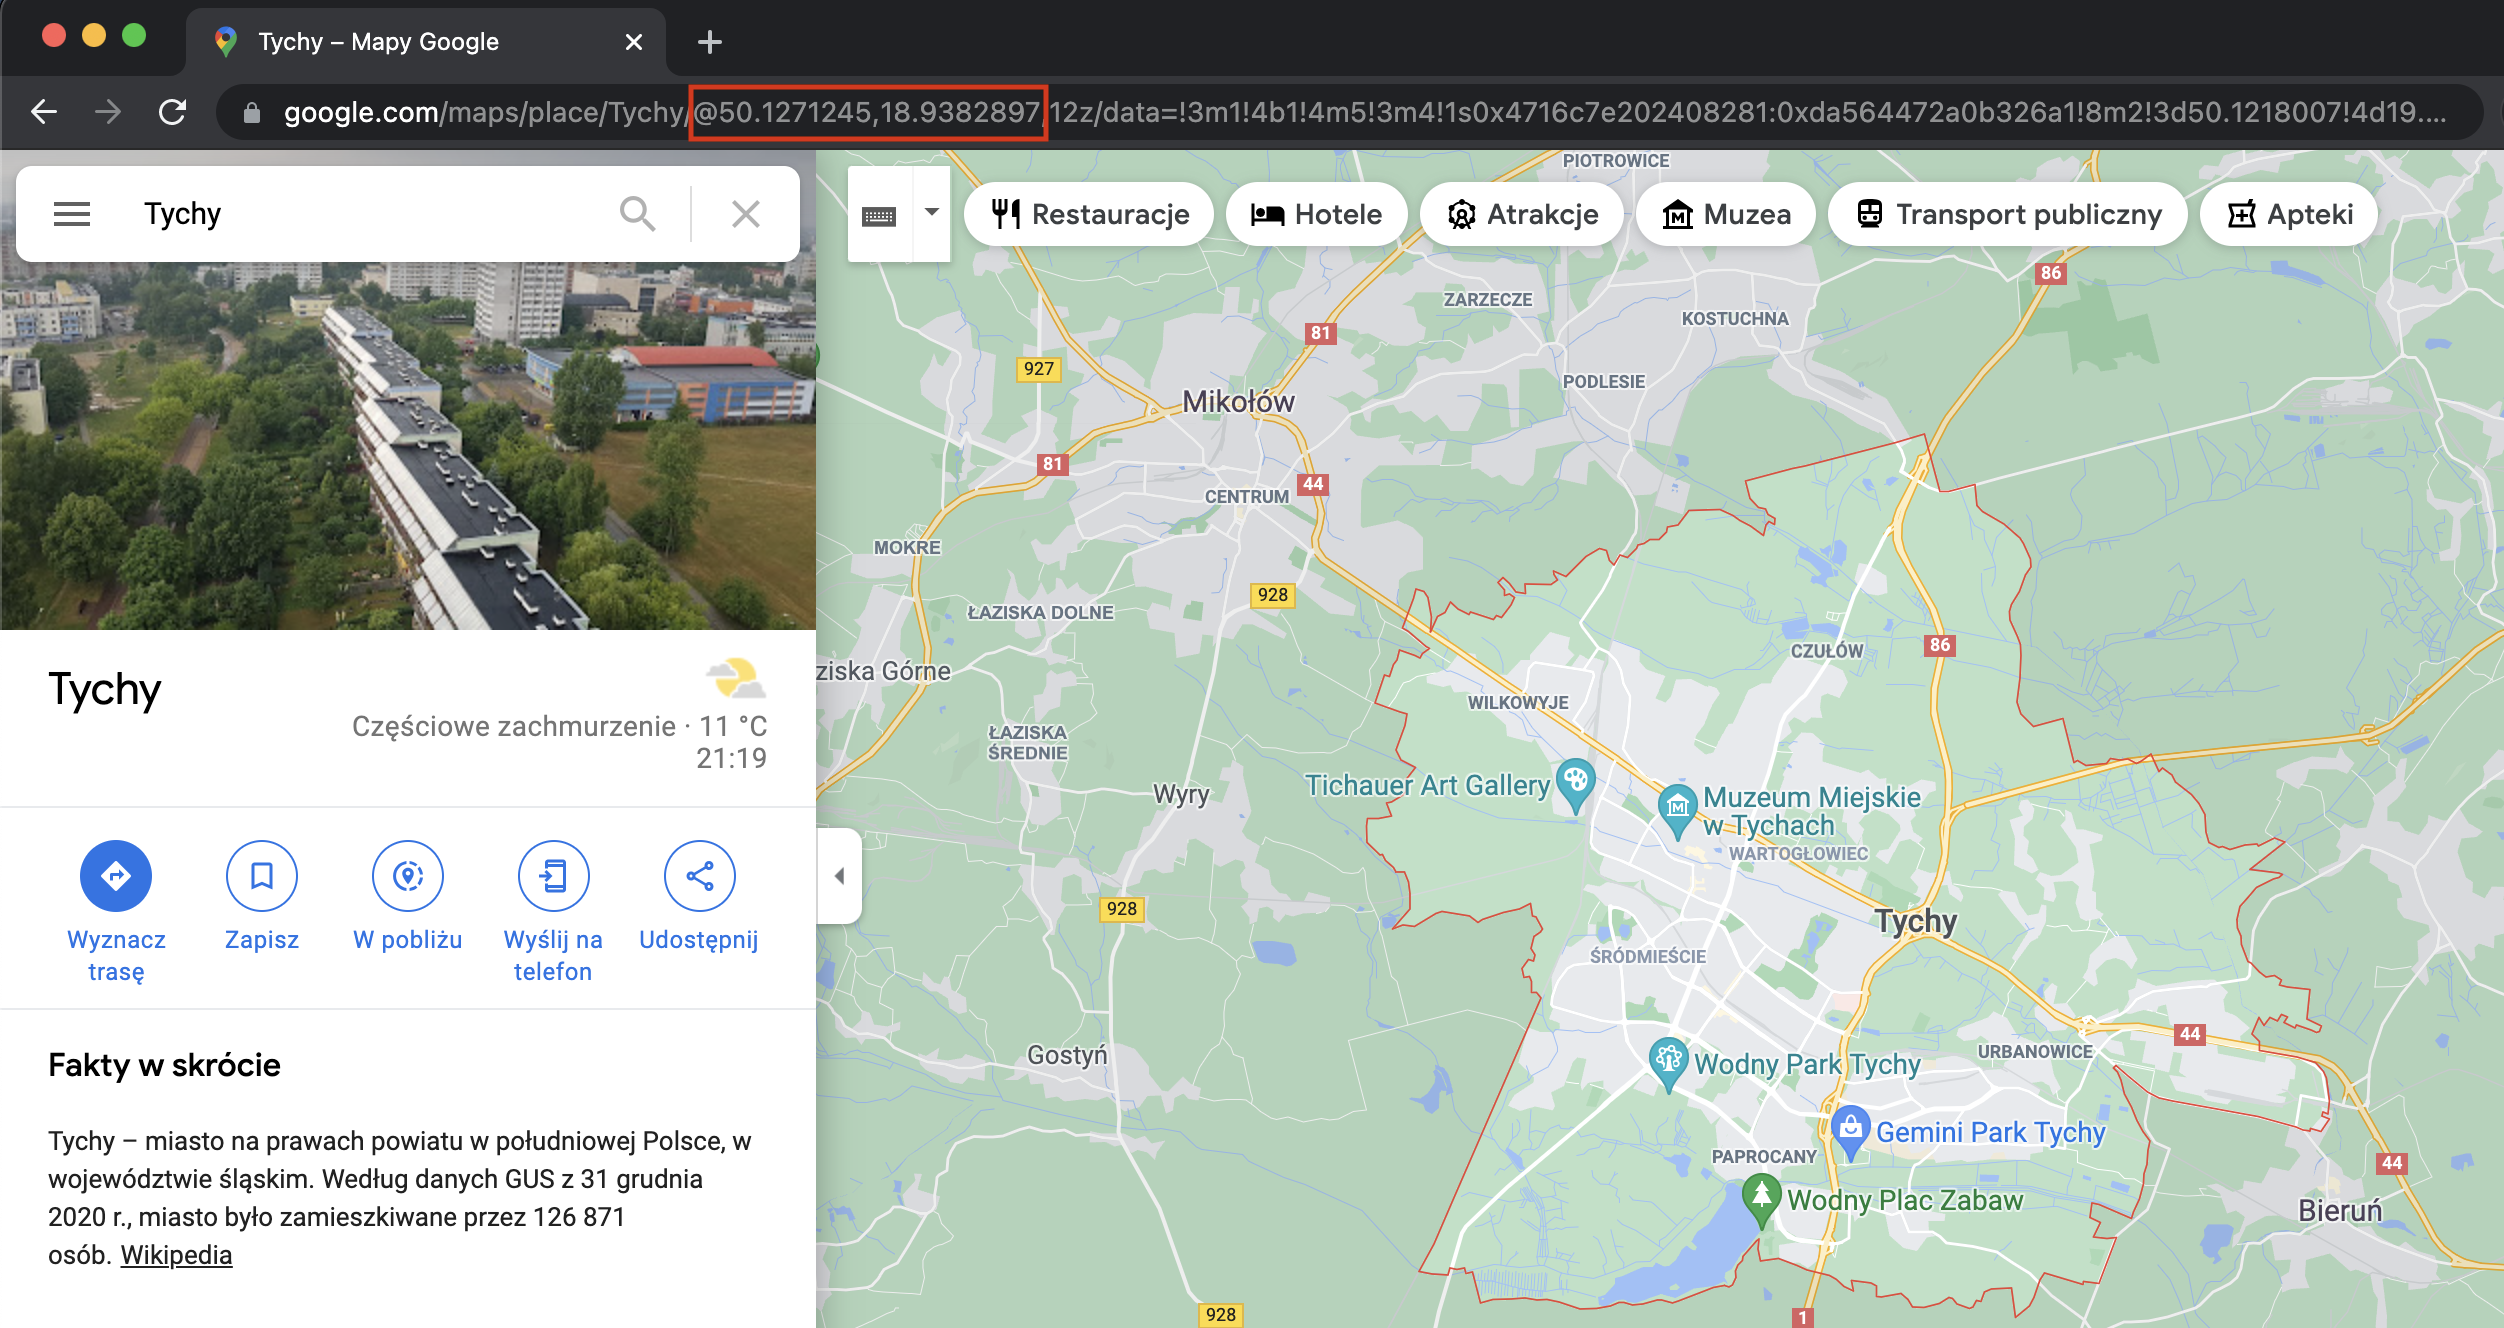 Tychy – Mapy Google
google.com/maps/place/Tychy/@50.1271245,18.9382897,12z/data=!3m1!4b1!4m5!3m4!1s0x4716c7e202408281:0xda564472a0b326a1!8m2!3d50.1218007!4d19....
Tychy
Restauracje
Hotele
Atrakcje
Muzea
Transport publiczny
Apteki
Tychy
Częściowe zachmurzenie · 11 °C
21:19
Wyznacz
trasę
Zapisz
W pobliżu
Wyślij na
telefon
Udostępnij
Fakty w skrócie
Tychy – miasto na prawach powiatu w południowej Polsce, w
województwie śląskim. Według danych GUS z 31 grudnia
2020 r., miasto było zamieszkiwane przez 126 871
osób. Wikipedia
PIOTROWICE
86
ZARZECZE
KOSTUCHNA
81
927
PODLESIE
Mikołów
81
44
CENTRUM
MOKRE
928
ŁAZISKA DOLNE
86
CZUŁÓW
ziska Górne
WILKOWYJE
ŁAZISKA
ŚREDNIE
Tichauer Art Gallery
Wyry
Muzeum Miejskie
w Tychach
WARTOGŁOWIEC
928
Tychy
ŚRÓDMIEŚCIE
44
Gostyń
URBANOWICE
Wodny Park Tychy
Gemini Park Tychy
PAPROCANY
44
Wodny Plac Zabaw
Bieruń
928
1